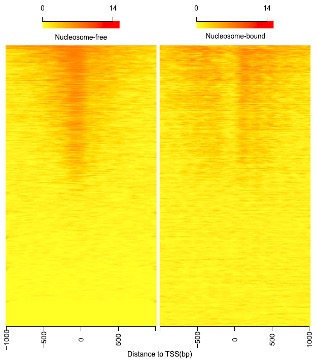 0 14 0 14
Nucleosome-free Nucleosome-bound
-1000 -500 0 500 -500 0 500 1000
Distance to TSS(bp)